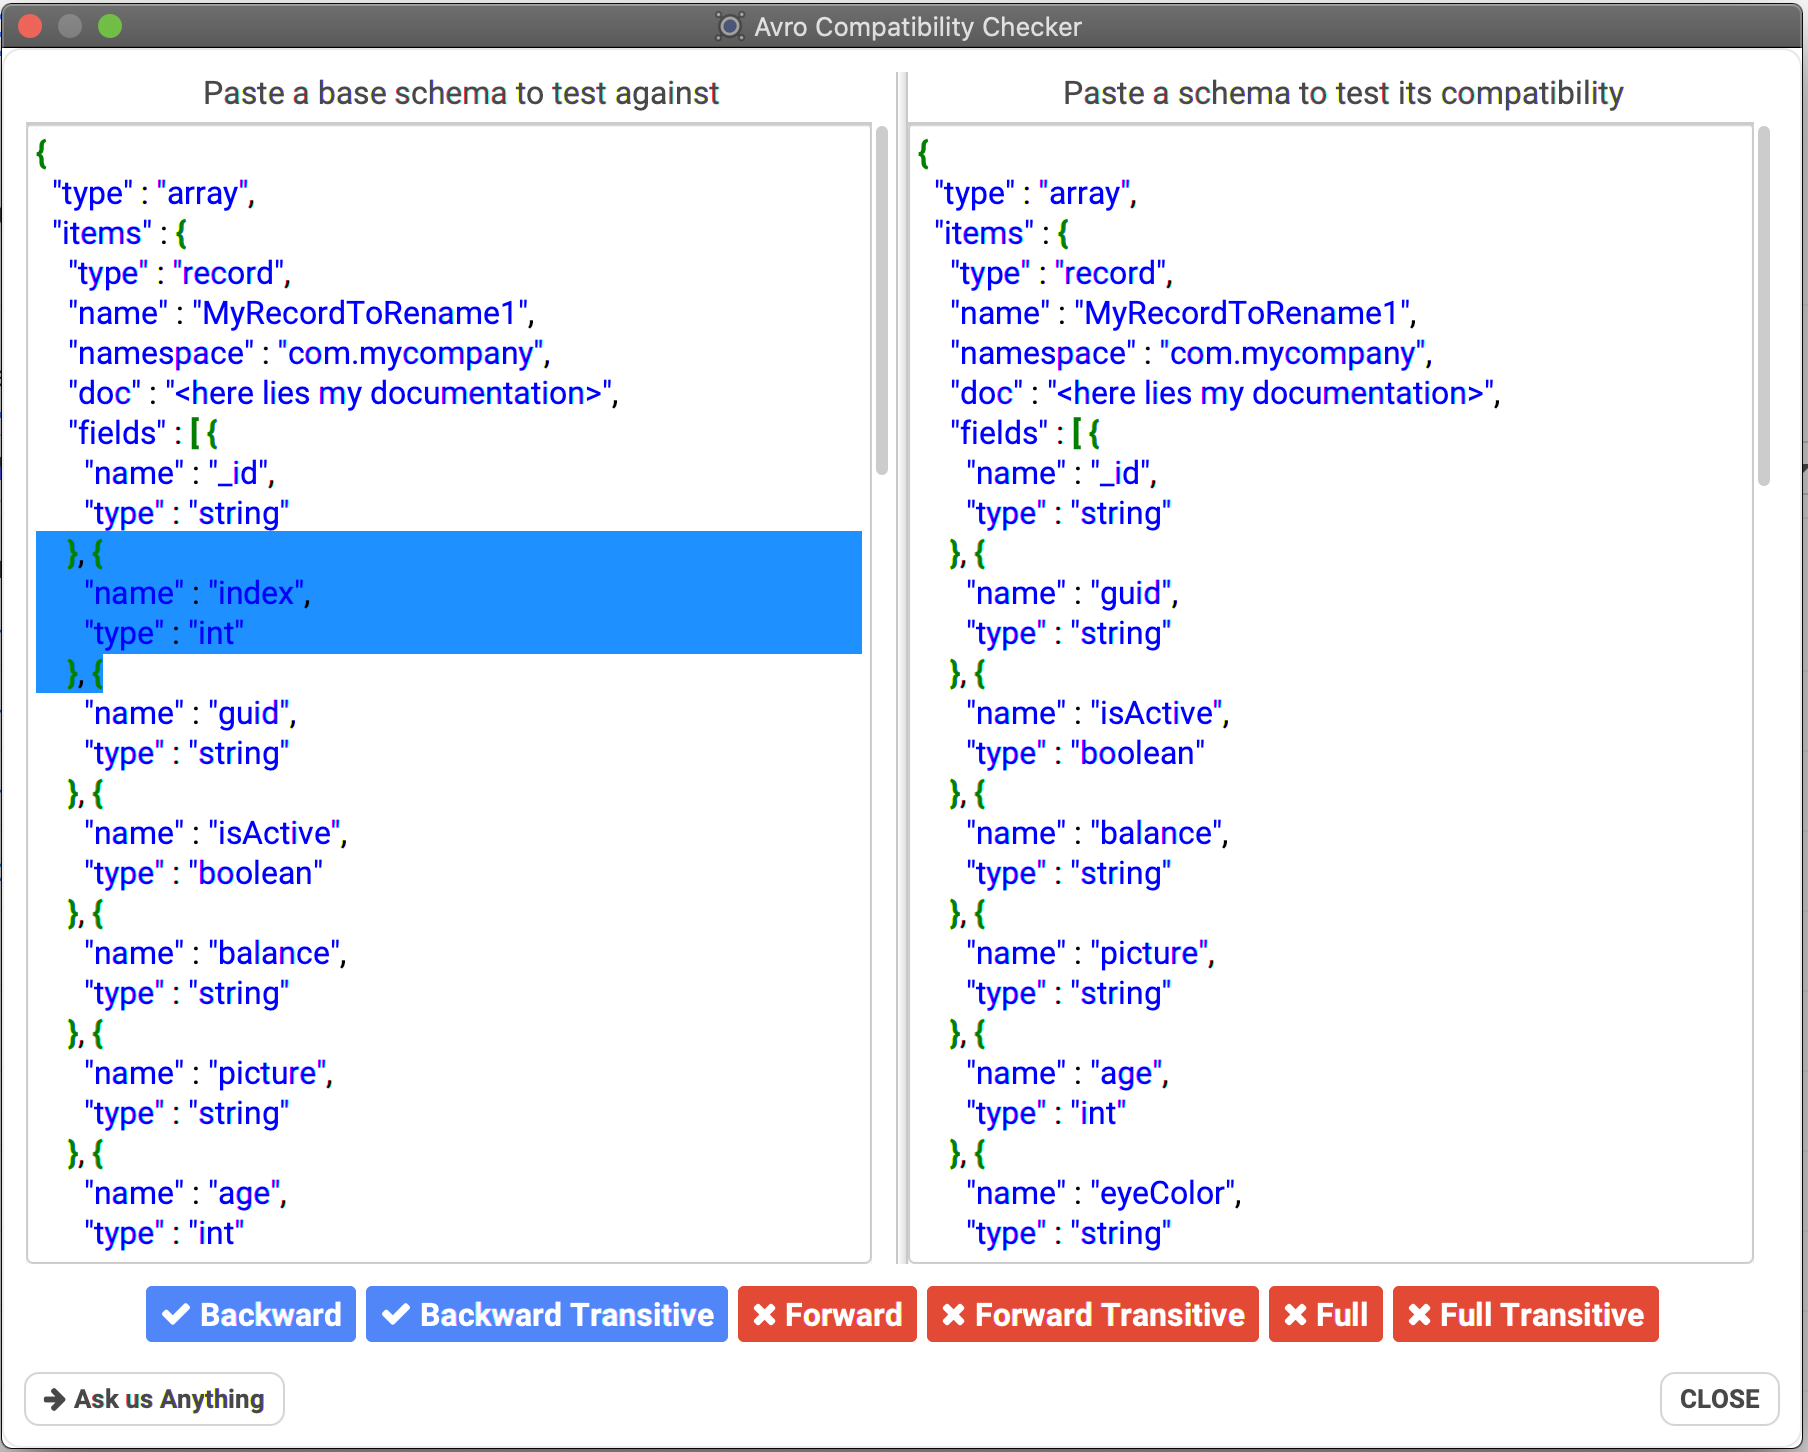 Avro Compatibility Checker
Paste a base schema to test against
{
"type" : "array",
"items" : {
"type" : "record",
"name" : "MyRecordToRename1",
"namespace" : "com.mycompany",
"doc" : "<here lies my documentation>",
"fields" : [ {
"name" : "_id",
"type" : "string"
}, {
"name" : "index",
"type" : "int"
}, {
"name" : "guid",
"type" : "string"
}, {
"name" : "isActive",
"type" : "boolean"
}, {
"name" : "balance",
"type" : "string"
}, {
"name" : "picture",
"type" : "string"
}, {
"name" : "age",
"type" : "int"
Paste a schema to test its compatibility
{
"type" : "array",
"items" : {
"type" : "record",
"name" : "MyRecordToRename1",
"namespace" : "com.mycompany",
"doc" : "<here lies my documentation>",
"fields" : [ {
"name" : "_id",
"type" : "string"
}, {
"name" : "guid",
"type" : "string"
}, {
"name" : "isActive",
"type" : "boolean"
}, {
"name" : "balance",
"type" : "string"
}, {
"name" : "picture",
"type" : "string"
}, {
"name" : "age",
"type" : "int"
}, {
"name" : "eyeColor",
"type" : "string"
Backward
Backward Transitive
Forward
Forward Transitive
Full
Full Transitive
Ask us Anything
CLOSE